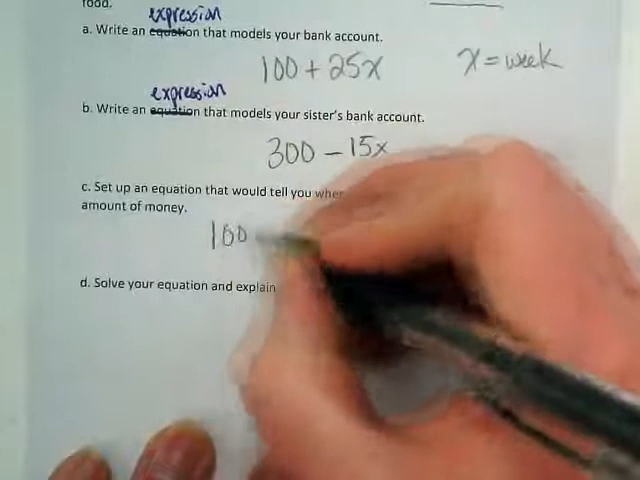 food.
expression
a. Write an equation that models your bank account.
100 + 25x x = week
expression
b. Write an equation that models your sister's bank account.
300 - 15x
c. Set up an equation that would tell you when
amount of money.
100
d. Solve your equation and explain